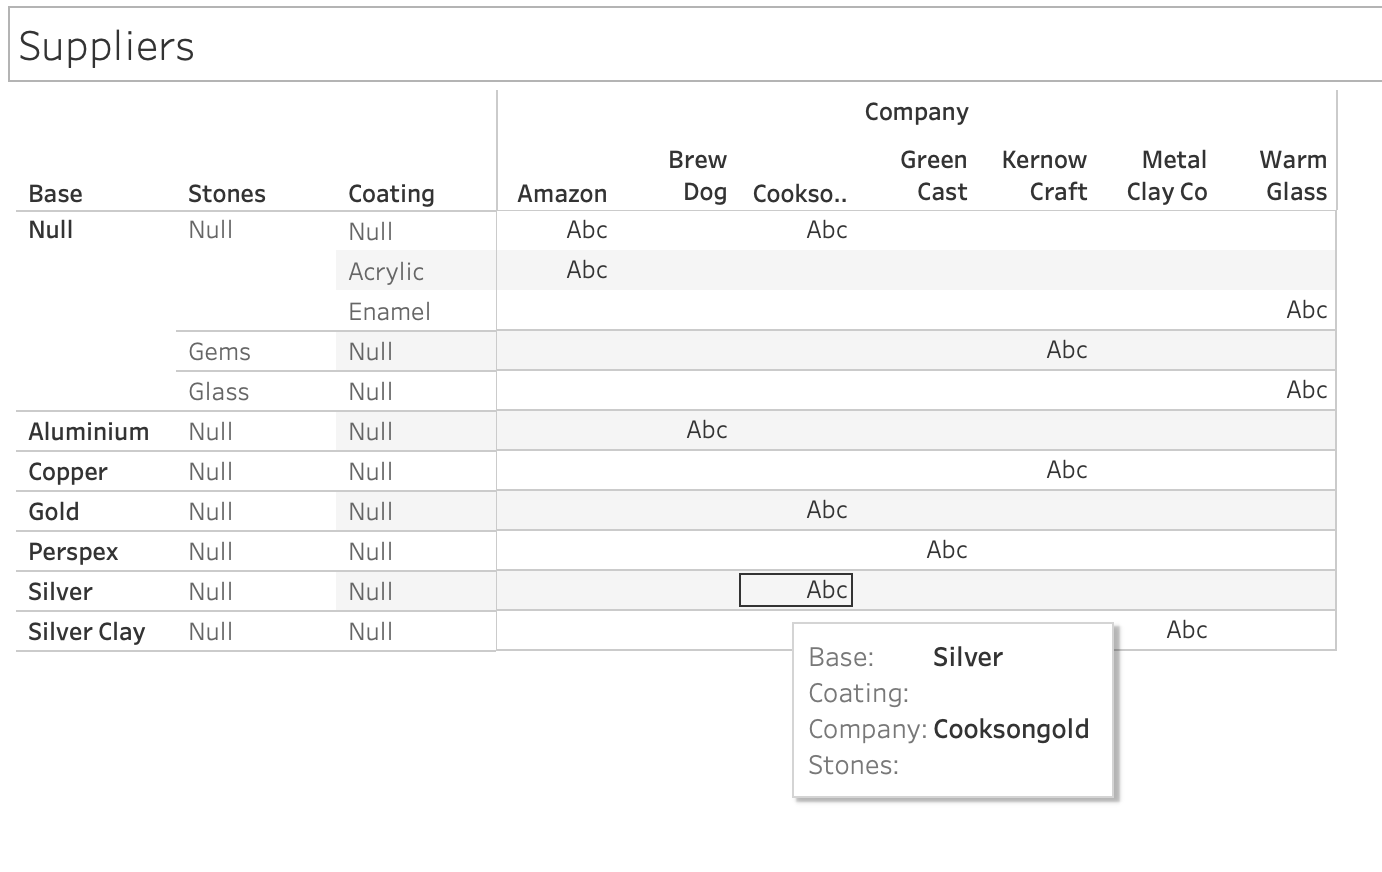 Suppliers
Company
Base Stones Coating Amazon Brew Dog Cookso.. Green Cast Kernow Craft Metal Clay Co Warm Glass
Null Null Null Abc Abc
Acrylic Abc
Enamel Abc
Gems Null Abc
Glass Null Abc
Aluminium Null Null Abc
Copper Null Null Abc
Gold Null Null Abc
Perspex Null Null Abc
Silver Null Null Abc
Silver Clay Null Null Abc
Base: Silver
Coating:
Company: Cooksongold
Stones: